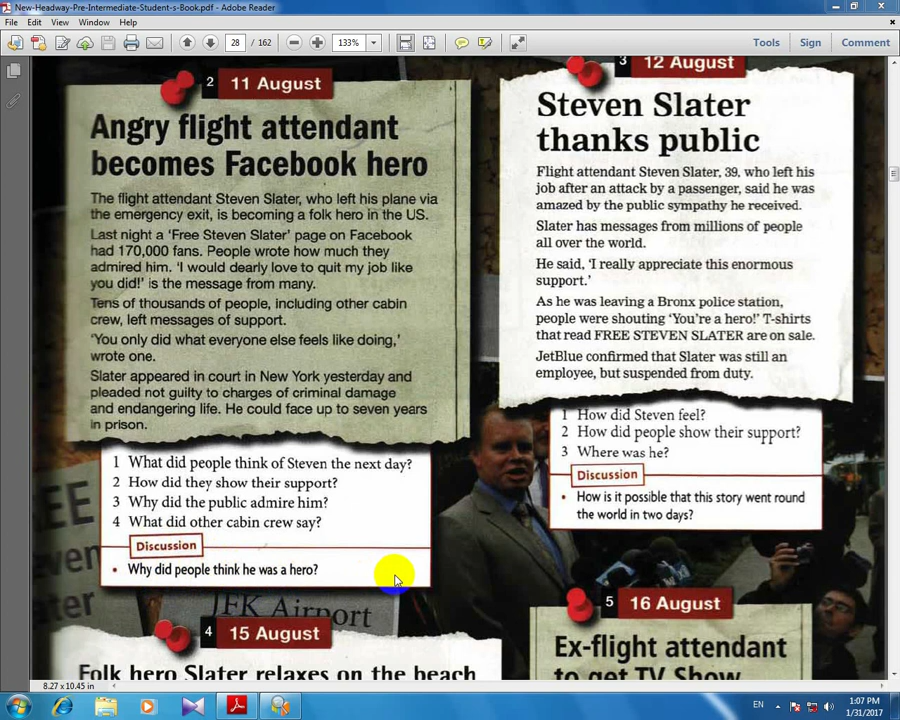 New-Headway-Pre-Intermediate-Student-s-Book.pdf - Adobe Reader
File Edit View Window Help
28 / 162 133% Tools Sign Comment
2 11 August
Angry flight attendant
becomes Facebook hero
The flight attendant Steven Slater, who left his plane via
the emergency exit, is becoming a folk hero in the US.
Last night a ‘Free Steven Slater’ page on Facebook
had 170,000 fans. People wrote how much they
admired him. ‘I would dearly love to quit my job like
you did!’ is the message from many.
Tens of thousands of people, including other cabin
crew, left messages of support.
‘You only did what everyone else feels like doing,’
wrote one.
Slater appeared in court in New York yesterday and
pleaded not guilty to charges of criminal damage
and endangering life. He could face up to seven years
in prison.
1 What did people think of Steven the next day?
2 How did they show their support?
3 Why did the public admire him?
4 What did other cabin crew say?
Discussion
• Why did people think he was a hero?
3 12 August
Steven Slater
thanks public
Flight attendant Steven Slater, 39, who left his
job after an attack by a passenger, said he was
amazed by the public sympathy he received.
Slater has messages from millions of people
all over the world.
He said, ‘I really appreciate this enormous
support.’
As he was leaving a Bronx police station,
people were shouting ‘You’re a hero!’ T-shirts
that read FREE STEVEN SLATER are on sale.
JetBlue confirmed that Slater was still an
employee, but suspended from duty.
1 How did Steven feel?
2 How did people show their support?
3 Where was he?
Discussion
• How is it possible that this story went round
the world in two days?
JFK Airport
4 15 August
Folk hero Slater relaxes on the beach
5 16 August
Ex-flight attendant
to get TV Show
8.27 x 10.45 in
EN 1:07 PM
1/31/2017